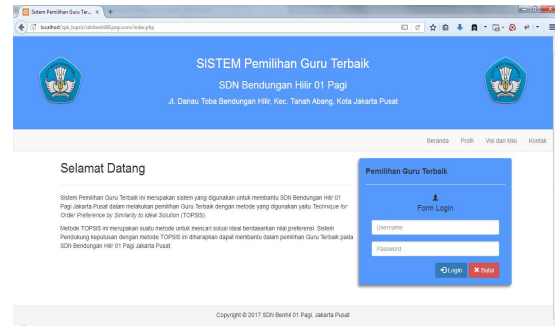 Sistem Pemilihan Guru Ter...
SISTEM Pemilihan Guru Terbaik
SDN Bendungan Hilir 01 Pagi
Jl. Danau Toba Bendungan Hilir, Kec. Tanah Abang, Kota Jakarta Pusat
Beranda Profil Visi dan Misi Kontak
Selamat Datang
Sistem Pemilihan Guru Terbaik ini merupakan sistem yang digunakan untuk membantu SDN Bendungan Hilir 01
Pagi Jakarta Pusat dalam melakukan pemilihan Guru Terbaik dengan metode yang digunakan yaitu Technique for
Order Preference by Similarity to Ideal Solution (TOPSIS).
Metode TOPSIS ini merupakan suatu metode untuk mencari solusi ideal berdasarkan nilai preferensi. Sistem
Pendukung keputusan dengan metode TOPSIS ini diharapkan dapat membantu dalam pemilihan Guru Terbaik pada
SDN Bendungan Hilir 01 Pagi Jakarta Pusat.
Pemilihan Guru Terbaik
Form Login
Username
Password
Login Batal
Copyright © 2017 SDN Benhil 01 Pagi. Jakarta Pusat